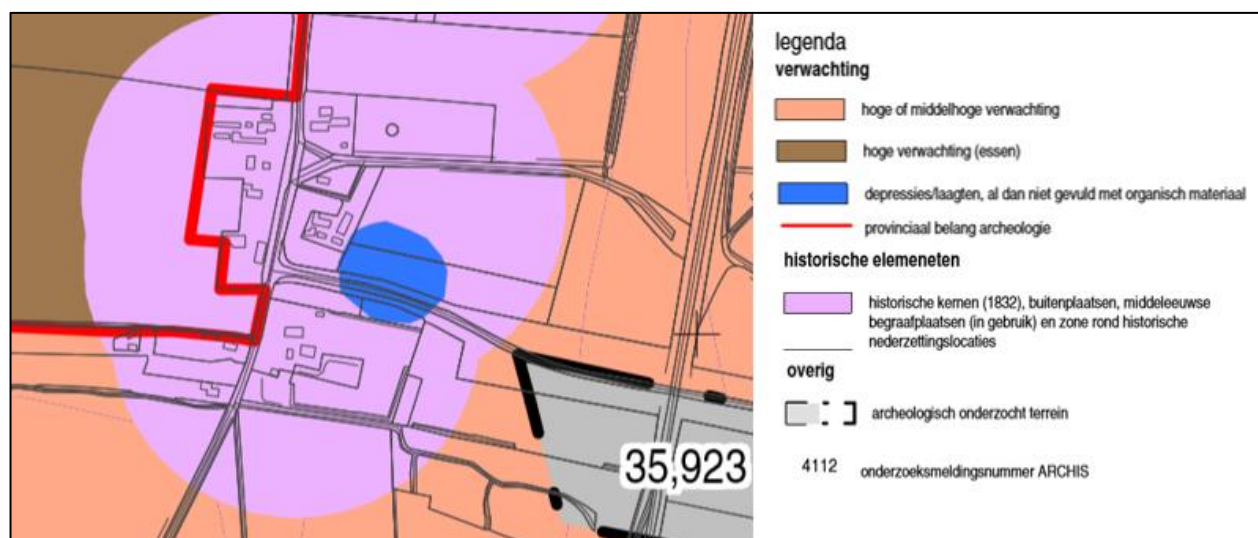 legenda
verwachting
hoge of middelhoge verwachting
hoge verwachting (essen)
depressies/laagten, al dan niet gevuld met organisch materiaal
provinciaal belang archeologie
historische elemeneten
historische kernen (1832), buitenplaatsen, middeleeuwse
begraafplaatsen (in gebruik) en zone rond historische
nederzettingslocaties
overig
archeologisch onderzocht terrein
4112 onderzoeksmeldingsnummer ARCHIS
35,923